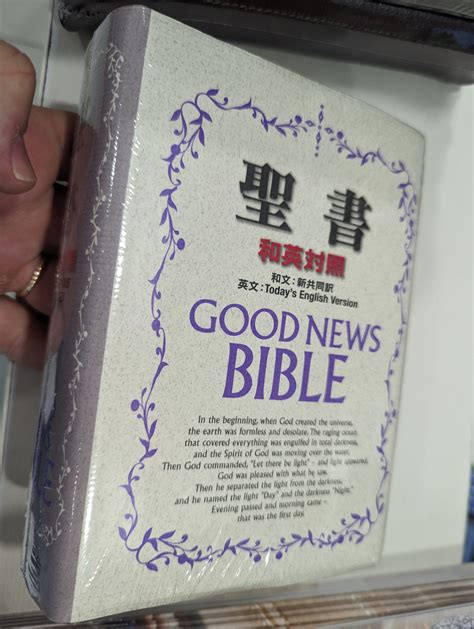 聖書
和英対照
和文：新共同訳
英文：Today's English Version
GOOD NEWS
BIBLE
In the beginning, when God created the universe,
the earth was formless and desolate. The raging ocean
that covered everything was engulfed in total darkness,
and the Spirit of God was moving over the water.
Then God commanded, "Let there be light" – and light appeared.
God was pleased with what he saw.
Then he separated the light from the darkness,
and he named the light "Day" and the darkness "Night."
Evening passed and morning came –
that was the first day.